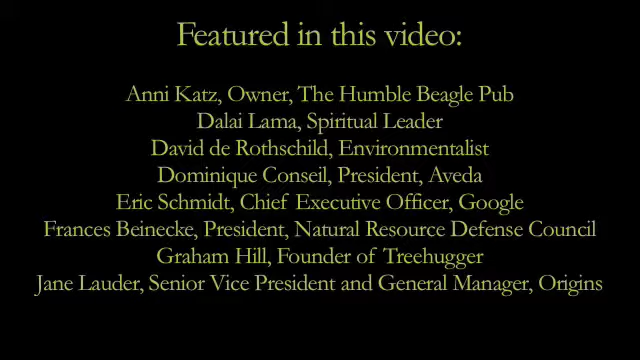 Featured in this video:
Anni Katz, Owner, The Humble Beagle Pub
Dalai Lama, Spiritual Leader
David de Rothschild, Environmentalist
Dominique Conseil, President, Aveda
Eric Schmidt, Chief Executive Officer, Google
Frances Beinecke, President, Natural Resource Defense Council
Graham Hill, Founder of Treehugger
Jane Lauder, Senior Vice President and General Manager, Origins